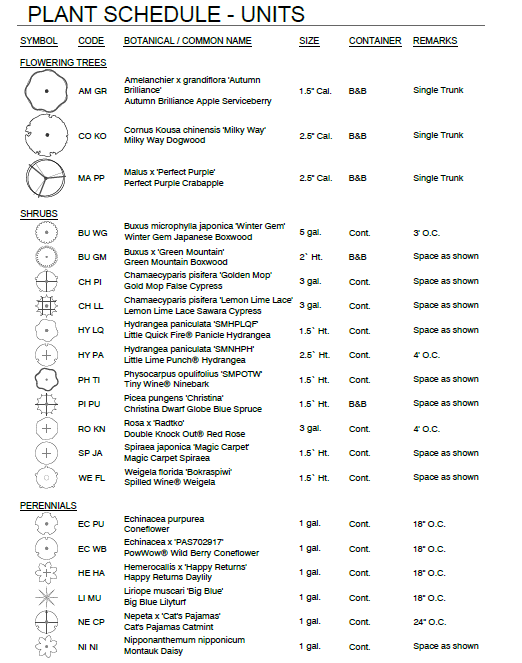 PLANT SCHEDULE - UNITS
SYMBOL CODE BOTANICAL / COMMON NAME SIZE CONTAINER REMARKS
FLOWERING TREES
AM GR Amelanchier x grandiflora 'Autumn Brilliance' 1.5" Cal. B&B Single Trunk
Autumn Brilliance Apple Serviceberry
CO KO Cornus Kousa chinensis 'Milky Way' 2.5" Cal. B&B Single Trunk
Milky Way Dogwood
MA PP Malus x 'Perfect Purple' 2.5" Cal. B&B Single Trunk
Perfect Purple Crabapple
SHRUBS
BU WG Buxus microphylla japonica 'Winter Gem' 5 gal. Cont. 3' O.C.
Winter Gem Japanese Boxwood
BU GM Buxus x 'Green Mountain' 2` Ht. B&B Space as shown
Green Mountain Boxwood
CH PI Chamaecyparis pisifera 'Golden Mop' 3 gal. Cont. Space as shown
Gold Mop False Cypress
CH LL Chamaecyparis pisifera 'Lemon Lime Lace' 3 gal. Cont. Space as shown
Lemon Lime Lace Sawara Cypress
HY LQ Hydrangea paniculata 'SMHPLQF' 1.5` Ht. Cont. Space as shown
Little Quick Fire® Panicle Hydrangea
HY PA Hydrangea paniculata 'SMNHPH' 2.5` Ht. Cont. 4' O.C.
Little Lime Punch® Hydrangea
PH TI Physocarpus opulifolius 'SMPOTW' 1.5` Ht. Cont. Space as shown
Tiny Wine® Ninebark
PI PU Picea pungens 'Christina' 1.5` Ht. B&B Space as shown
Christina Dwarf Globe Blue Spruce
RO KN Rosa x 'Radtko' 3 gal. Cont. 4' O.C.
Double Knock Out® Red Rose
SP JA Spiraea japonica 'Magic Carpet' 1.5` Ht. Cont. Space as shown
Magic Carpet Spiraea
WE FL Weigela florida 'Bokraspiwi' 1.5` Ht. Cont. Space as shown
Spilled Wine® Weigela
PERENNIALS
EC PU Echinacea purpurea 1 gal. Cont. 18" O.C.
Coneflower
EC WB Echinacea x 'PAS702917' 1 gal. Cont. 18" O.C.
PowWow® Wild Berry Coneflower
HE HA Hemerocallis x 'Happy Returns' 1 gal. Cont. 18" O.C.
Happy Returns Daylily
LI MU Liriope muscari 'Big Blue' 1 gal. Cont. 18" O.C.
Big Blue Lilyturf
NE CP Nepeta x 'Cat's Pajamas' 1 gal. Cont. 24" O.C.
Cat's Pajamas Catmint
NI NI Nipponanthemum nipponicum 1 gal. Cont. Space as shown
Montauk Daisy